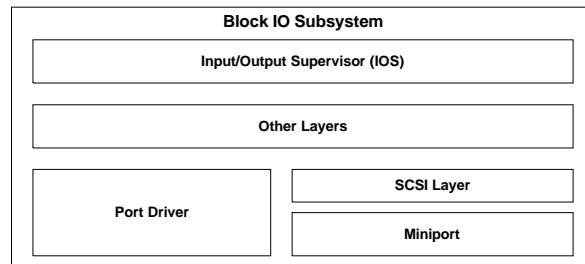 Block IO Subsystem
Input/Output Supervisor (IOS)
Other Layers
Port Driver
SCSI Layer
Miniport